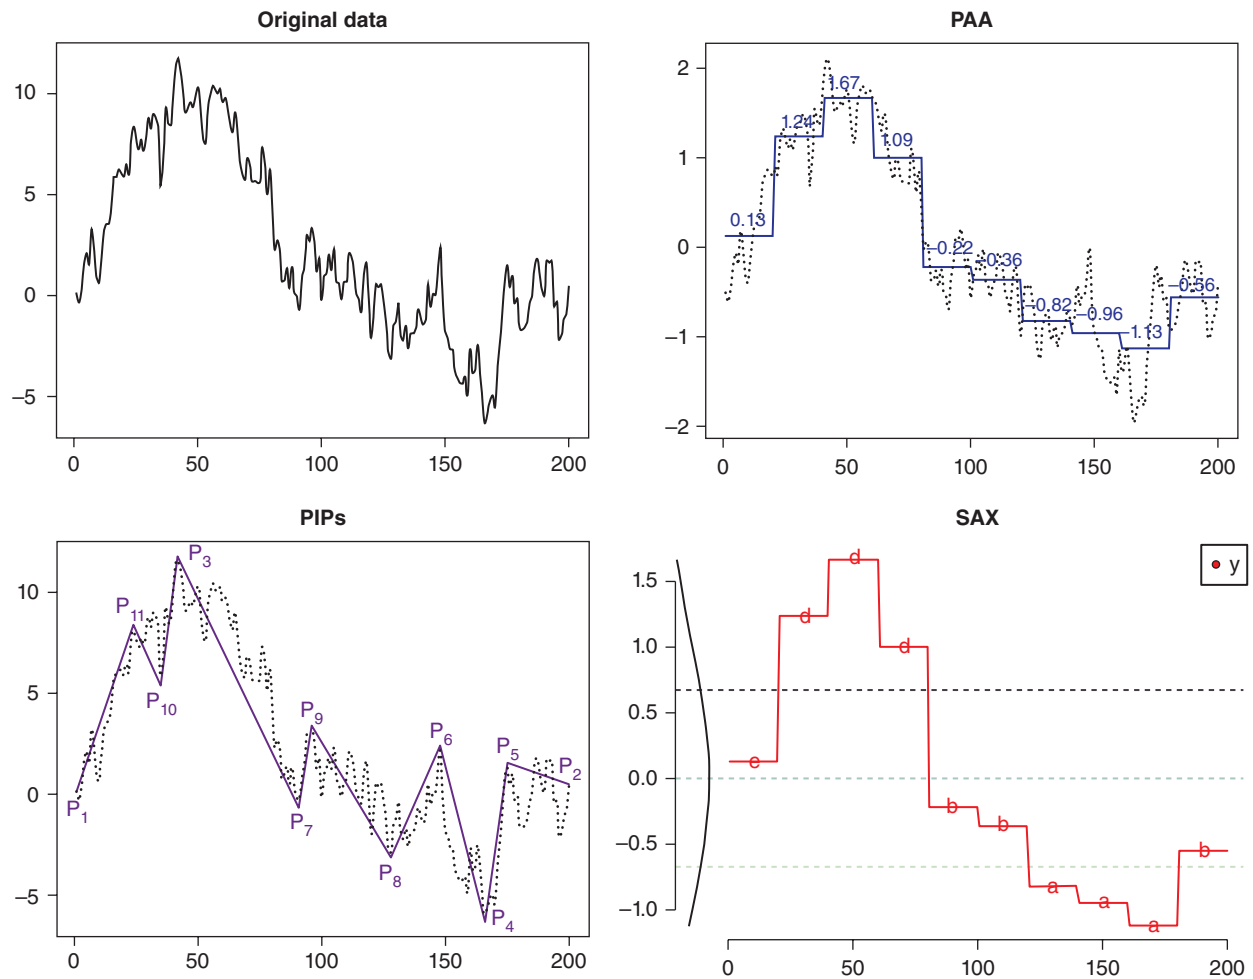 Original data
10
5
0
–5
0 50 100 150 200
PAA
2
1
0
–1
–2
0.13
1.24
1.67
1.09
–0.22
–0.36
–0.82
–0.96
–1.13
–0.56
0 50 100 150 200
PIPs
10
5
0
–5
P1
P11
P10
P3
P7
P9
P8
P6
P4
P5
P2
0 50 100 150 200
SAX
y
1.5
1.0
0.5
0.0
–0.5
–1.0
e
d
d
d
b
b
a
a
a
b
0 50 100 150 200